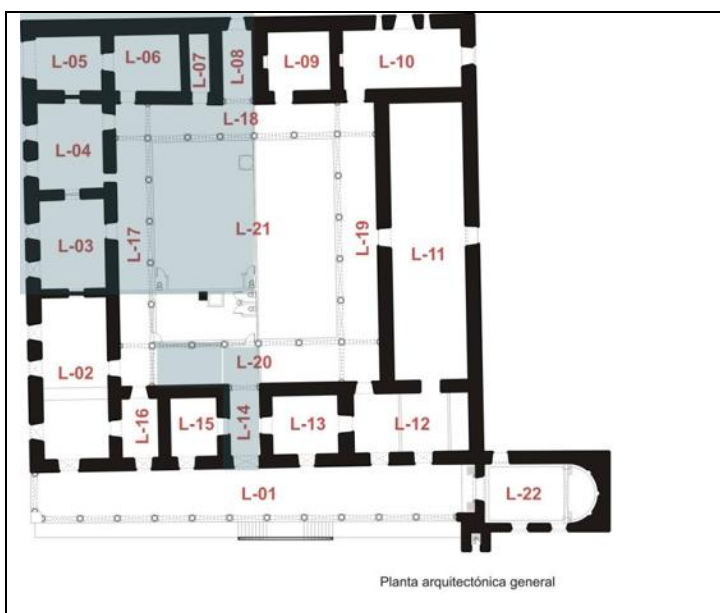 L-05
L-06
L-07
L-08
L-09
L-10
L-18
L-04
L-17
L-21
L-19
L-03
L-11
L-02
L-20
L-16
L-15
L-14
L-13
L-12
L-01
L-22
Planta arquitectónica general